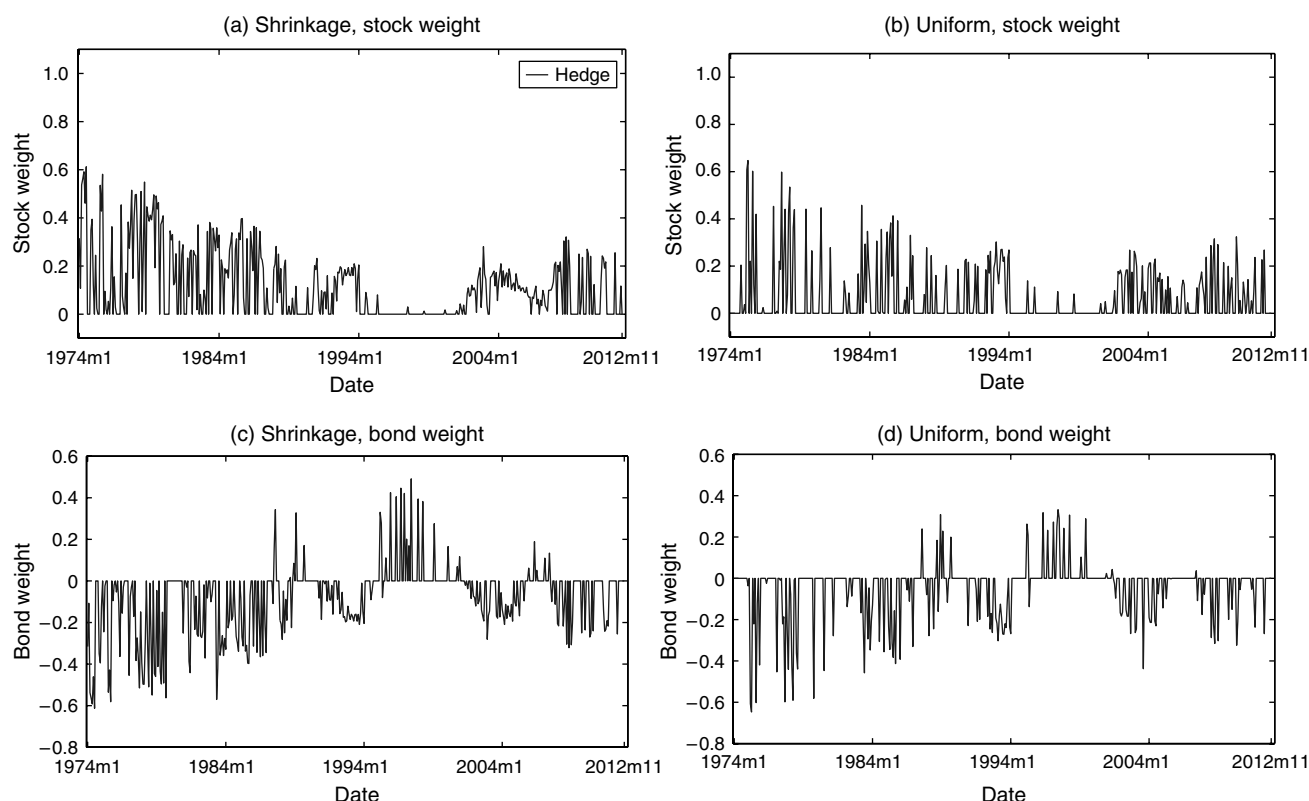 (a) Shrinkage, stock weight
Hedge
Stock weight
1.0
0.8
0.6
0.4
0.2
0
1974m1 1984m1 1994m1 2004m1 2012m11
Date
(b) Uniform, stock weight
Stock weight
1.0
0.8
0.6
0.4
0.2
0
1974m1 1984m1 1994m1 2004m1 2012m11
Date
(c) Shrinkage, bond weight
Bond weight
0.6
0.4
0.2
0
−0.2
−0.4
−0.6
−0.8
1974m1 1984m1 1994m1 2004m1 2012m11
Date
(d) Uniform, bond weight
Bond weight
0.6
0.4
0.2
0
−0.2
−0.4
−0.6
−0.8
1974m1 1984m1 1994m1 2004m1 2012m11
Date